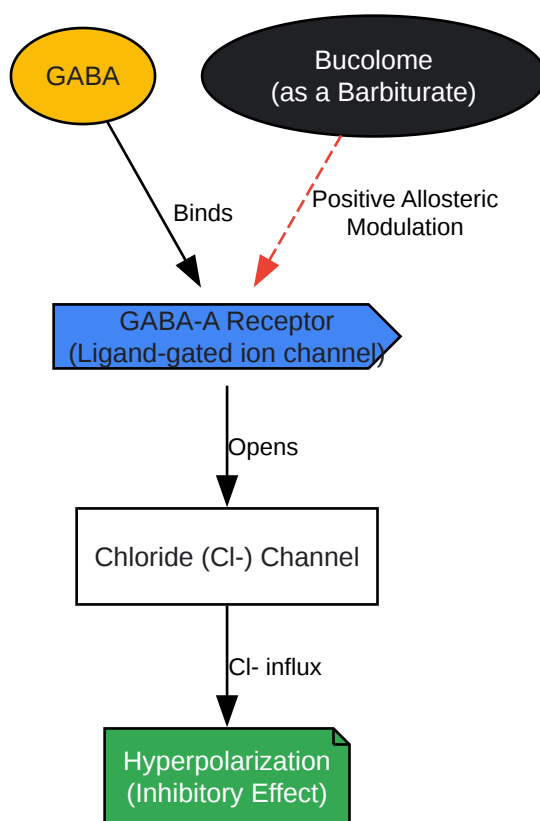 GABA
Bucolome
(as a Barbiturate)
Binds
Positive Allosteric
Modulation
GABA-A Receptor
(Ligand-gated ion channel)
Opens
Chloride (Cl-) Channel
Cl- influx
Hyperpolarization
(Inhibitory Effect)